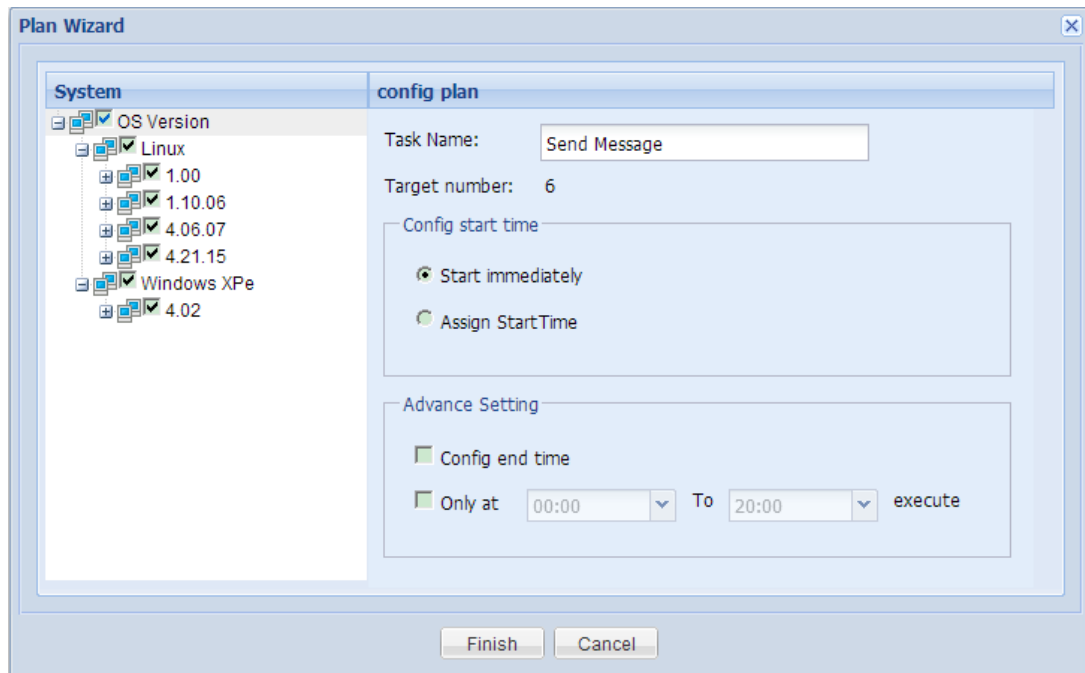 Plan Wizard
System
config plan
OS Version
Linux
1.00
1.10.06
4.06.07
4.21.15
Windows XPe
4.02
Task Name: Send Message
Target number: 6
Config start time
Start immediately
Assign StartTime
Advance Setting
Config end time
Only at 00:00 To 20:00 execute
Finish Cancel